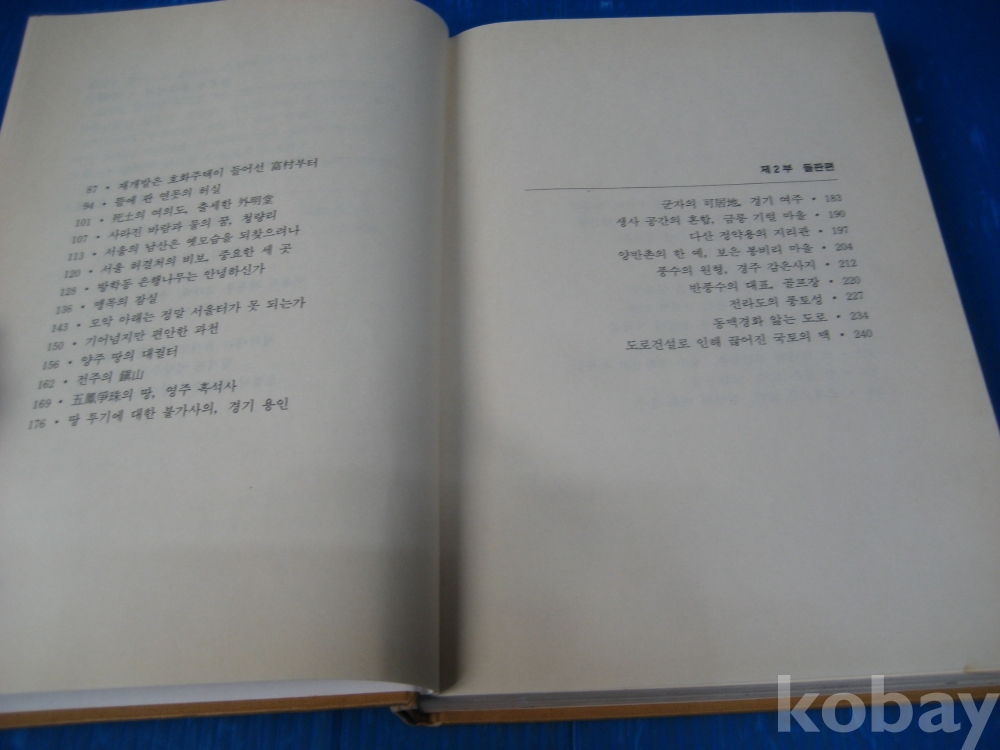 87 • 재개발은 호화주택이 들어선 富村부터
94 • 뜰에 판 연못의 허실
101 • 死土의 여의도, 출세한 外明堂
107 • 사라진 바람과 물의 꿈, 청량리
113 • 서울의 남산은 옛모습을 되찾으려나
120 • 서울 허결처의 비보, 중요한 세 곳
128 • 방학동 은행나무는 안녕하신가
136 • 맹목의 잠실
143 • 모악 아래는 정말 서울터가 못 되는가
150 • 기어넘지만 편안한 과천
156 • 양주 땅의 대궐터
162 • 전주의 鎭山
169 • 五鳳爭珠의 땅, 영주 흑석사
176 • 땅 투기에 대한 불가사의, 경기 용인
제2부 들판편
군자의 可居地, 경기 여주 • 183
생사 공간의 혼합, 금릉 기령 마을 • 190
다산 정약용의 지리관 • 197
양반촌의 한 예, 보은 봉비리 마을 • 204
풍수의 원형, 경주 감은사지 • 212
반풍수의 대표, 골프장 • 220
전라도의 풍토성 • 227
동맥경화 앓는 도로 • 234
도로건설로 인해 끊어진 국토의 맥 • 240
kobay